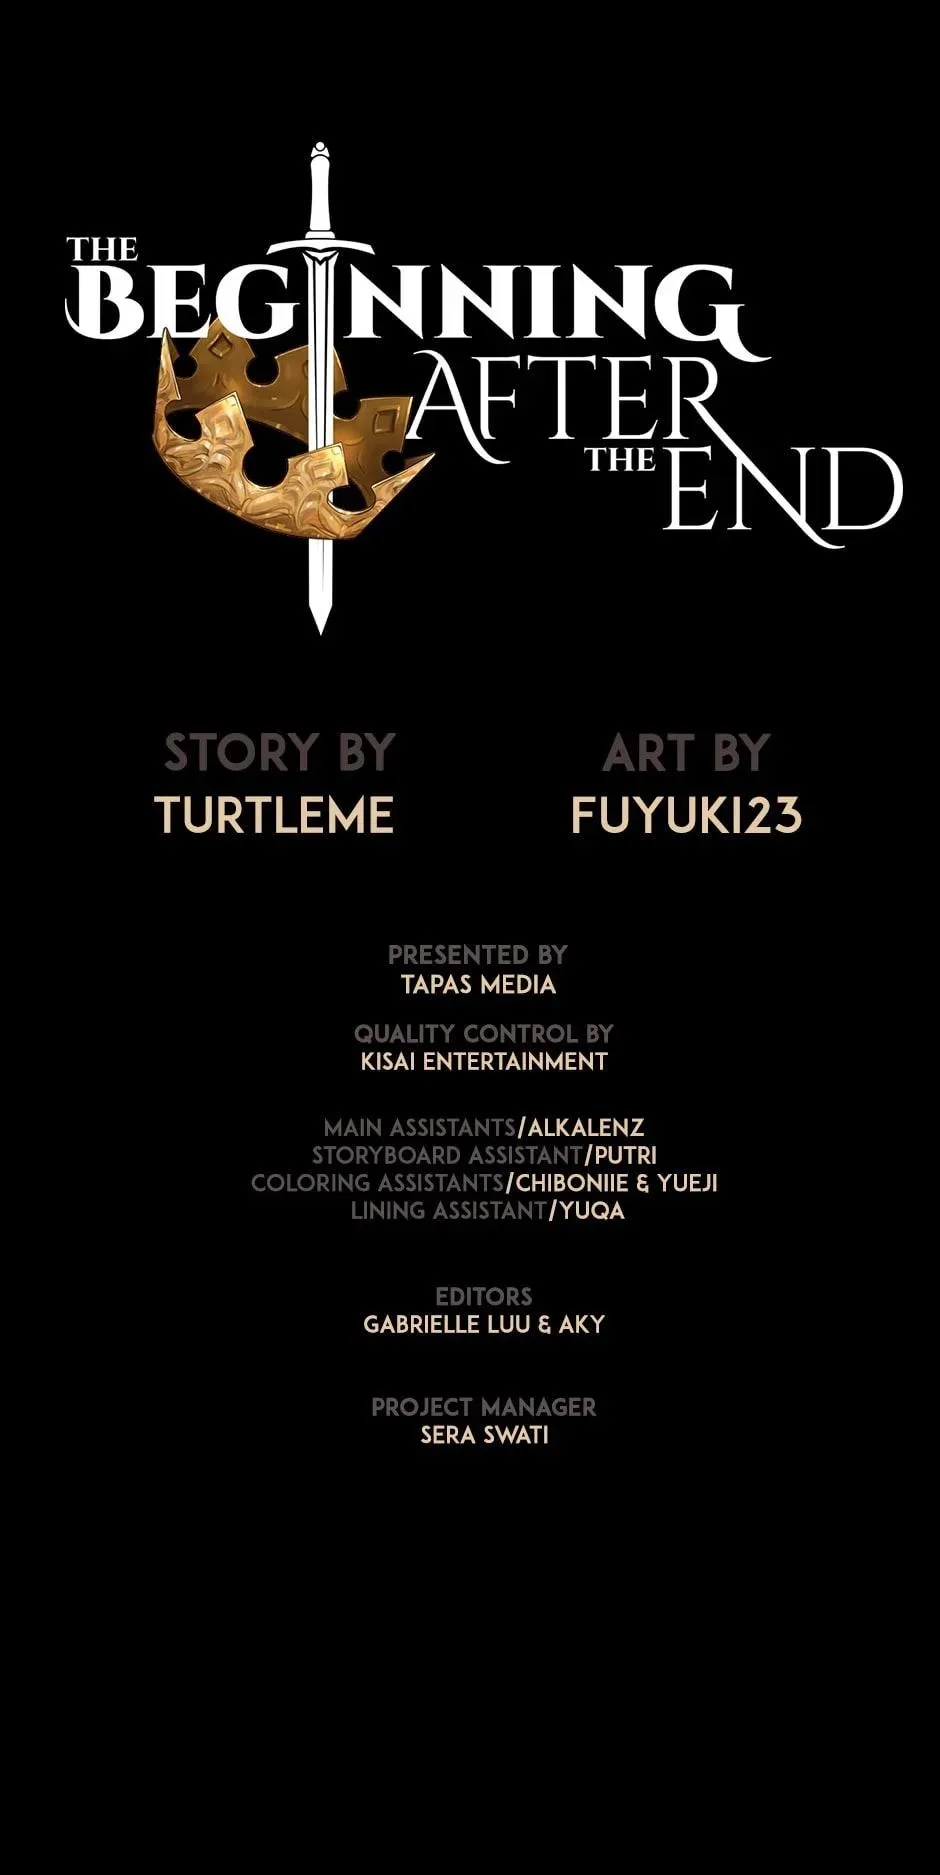 THE
BEGINNING
AFTER
THE END
STORY BY
TURTLEME
ART BY
FUYUKI23
PRESENTED BY
TAPAS MEDIA
QUALITY CONTROL BY
KISAI ENTERTAINMENT
MAIN ASSISTANTS/ALKALENZ
STORYBOARD ASSISTANT/PUTRI
COLORING ASSISTANTS/CHIBONIIE & YUEJI
LINING ASSISTANT/YUQA
EDITORS
GABRIELLE LUU & AKY
PROJECT MANAGER
SERA SWATI